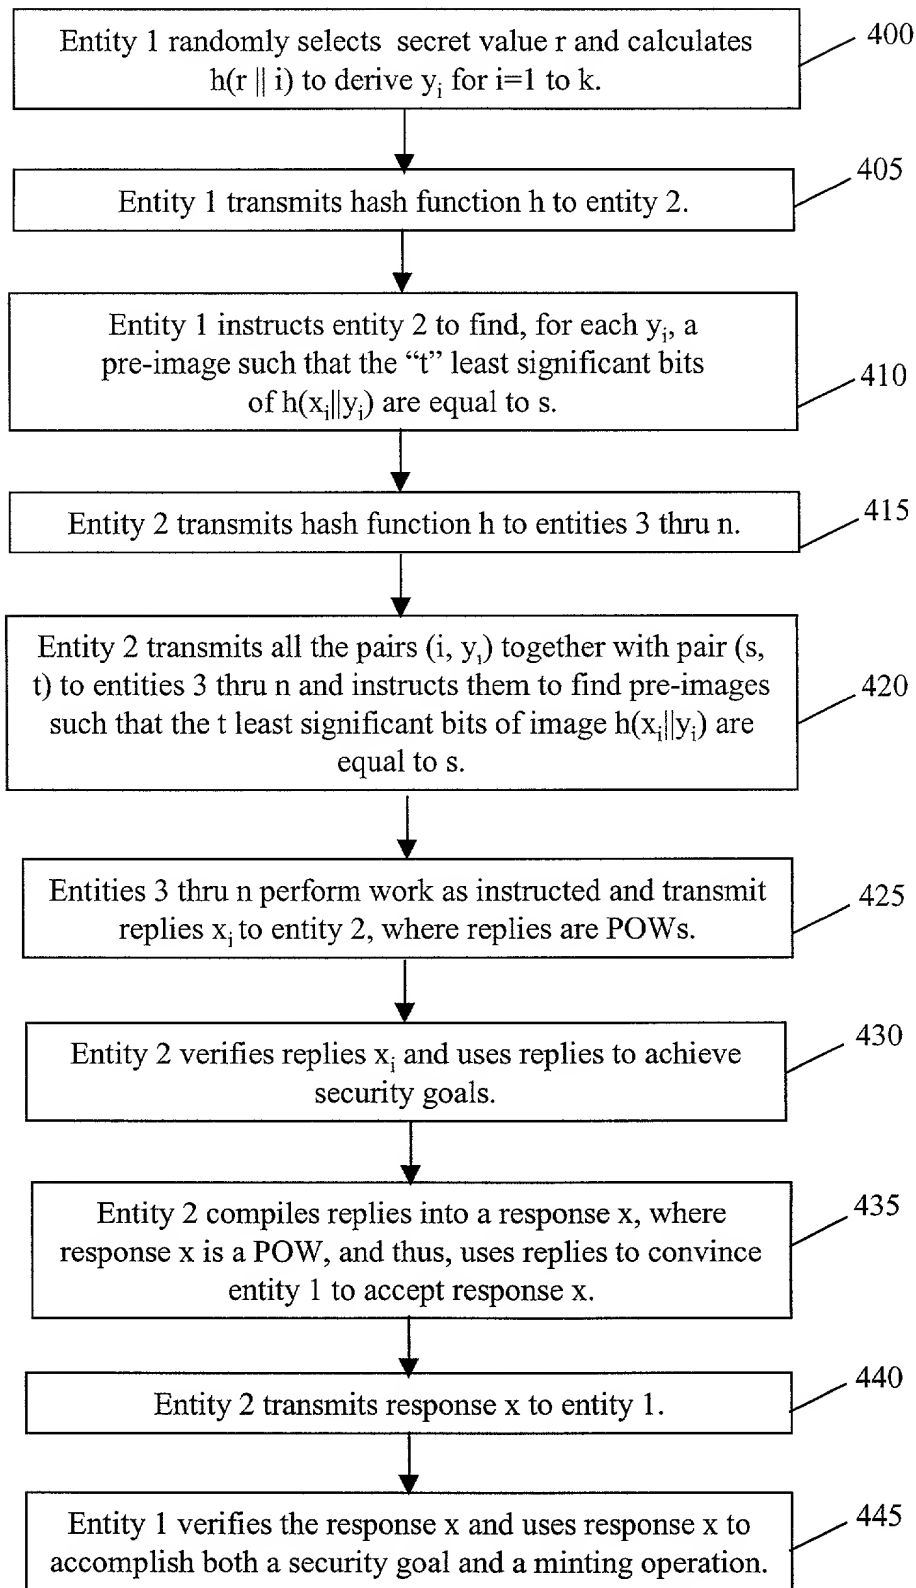 Entity 1 randomly selects secret value r and calculates
h(r || i) to derive yi for i=1 to k.
400
Entity 1 transmits hash function h to entity 2.
405
Entity 1 instructs entity 2 to find, for each yi, a
pre-image such that the “t” least significant bits
of h(xi||yi) are equal to s.
410
Entity 2 transmits hash function h to entities 3 thru n.
415
Entity 2 transmits all the pairs (i, yi) together with pair (s,
t) to entities 3 thru n and instructs them to find pre-images
such that the t least significant bits of image h(xi||yi) are
equal to s.
420
Entities 3 thru n perform work as instructed and transmit
replies xi to entity 2, where replies are POWs.
425
Entity 2 verifies replies xi and uses replies to achieve
security goals.
430
Entity 2 compiles replies into a response x, where
response x is a POW, and thus, uses replies to convince
entity 1 to accept response x.
435
Entity 2 transmits response x to entity 1.
440
Entity 1 verifies the response x and uses response x to
accomplish both a security goal and a minting operation.
445